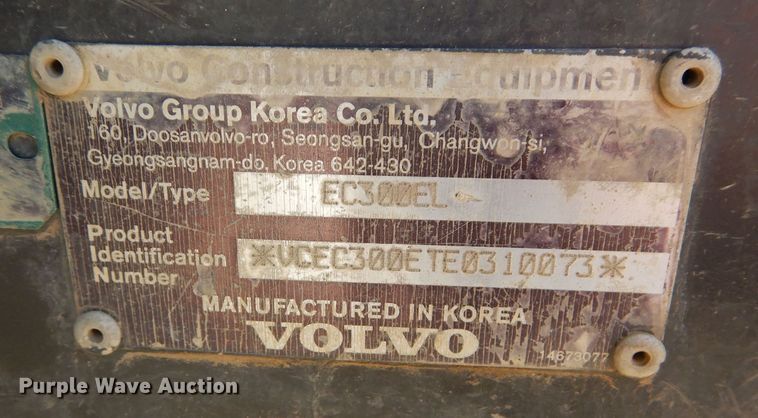 Volvo Construction Equipmen
Volvo Group Korea Co. Ltd.
160, Doosanvolvo-ro, Seongsan-gu, Changwon-si,
Gyeongsangnam-do, Korea 642-430
Model/Type EC300EL
Product
Identification
Number *VCEC300ETE0310073*
MANUFACTURED IN KOREA
VOLVO
14673077
Purple Wave Auction